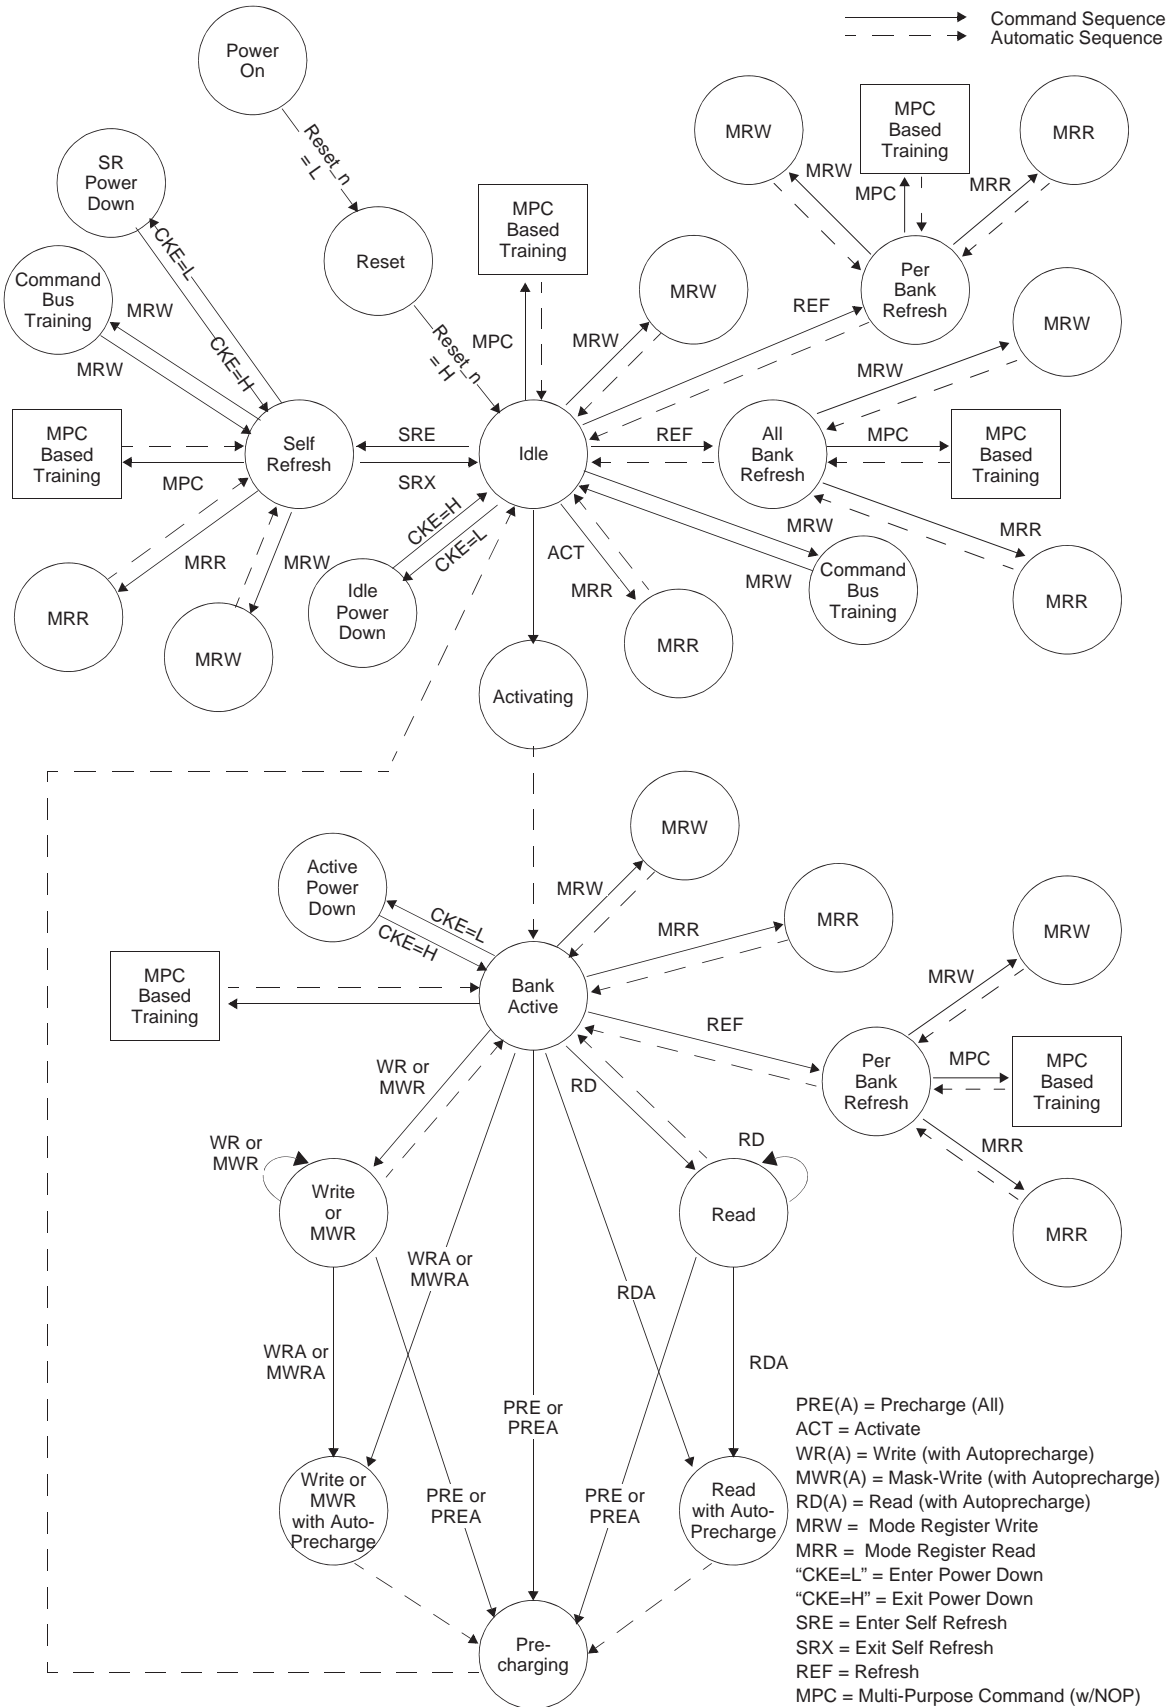 Command Sequence
Automatic Sequence
Power
On
Reset_n
= L
Reset
Reset_n
= H
SR
Power
Down
CKE=L
CKE=H
Command
Bus
Training
MRW
MRW
MPC
Based
Training
MPC
Self
Refresh
MRR
MRR
MRW
MRW
SRE
SRX
MPC
Based
Training
MPC
MRW
MRW
Idle
CKE=H
CKE=L
Idle
Power
Down
ACT
MRR
MRR
Activating
REF
MRW
MRW
MPC
Based
Training
MPC
MRR
MRR
Per
Bank
Refresh
REF
All
Bank
Refresh
MRW
MRW
MPC
MPC
Based
Training
MRR
MRR
MRW
MRW
Command
Bus
Training
Active
Power
Down
CKE=L
CKE=H
MRW
MRW
MRR
MRR
MPC
Based
Training
Bank
Active
REF
Per
Bank
Refresh
MRW
MRW
MPC
MPC
Based
Training
MRR
MRR
WR or
MWR
RD
WR or
MWR
Write
or
MWR
RD
Read
WRA or
MWRA
RDA
WRA or
MWRA
RDA
PRE or
PREA
PRE or
PREA
PRE or
PREA
Write or
MWR
with Auto-
Precharge
Read
with Auto-
Precharge
Pre-
charging
PRE(A) = Precharge (All)
ACT = Activate
WR(A) = Write (with Autoprecharge)
MWR(A) = Mask-Write (with Autoprecharge)
RD(A) = Read (with Autoprecharge)
MRW = Mode Register Write
MRR = Mode Register Read
“CKE=L” = Enter Power Down
“CKE=H” = Exit Power Down
SRE = Enter Self Refresh
SRX = Exit Self Refresh
REF = Refresh
MPC = Multi-Purpose Command (w/NOP)